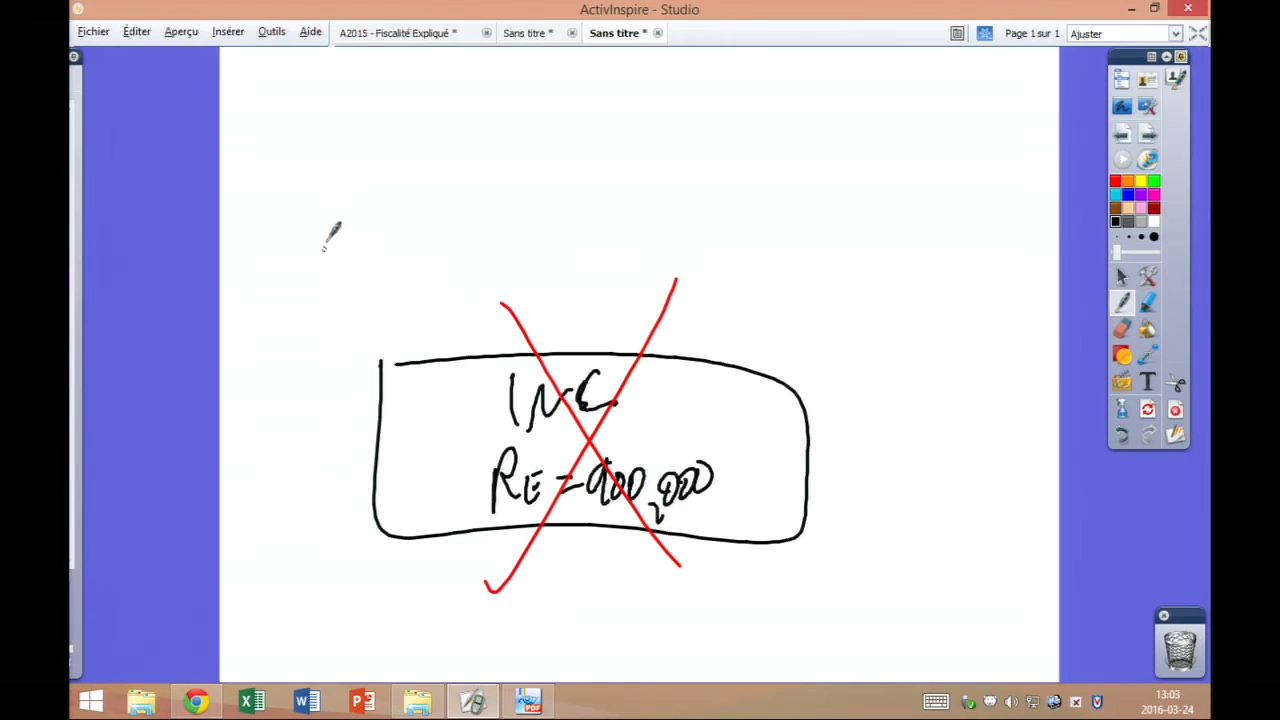 ActivInspire - Studio
Fichier Éditer Aperçu Insérer Outils Aide
A2015 - Fiscalité Expliqué * Sans titre * Sans titre *
Page 1 sur 1 Ajuster
INC
RE = 900,000
13:03
2016-03-24